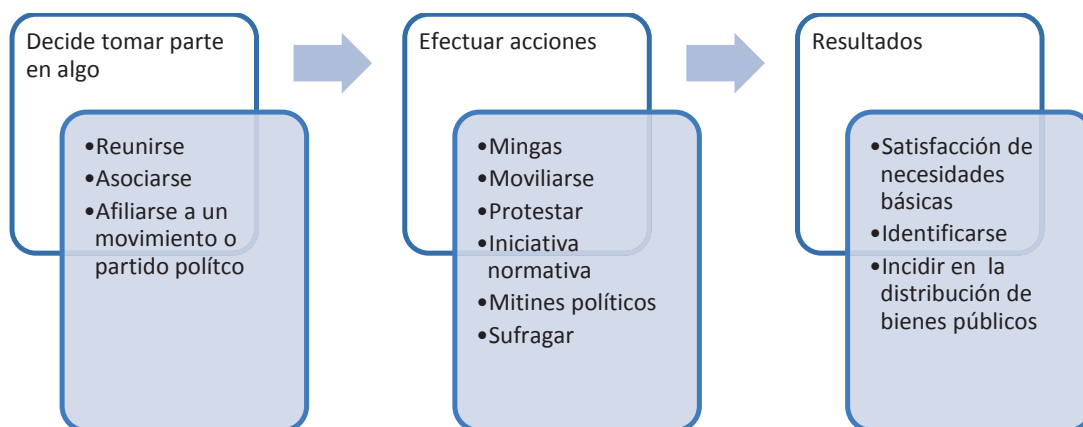 Decide tomar parte
en algo
•Reunirse
•Asociarse
•Afiliarse a un
movimiento o
partido polítco
Efectuar acciones
•Mingas
•Moviliarse
•Protestar
•Iniciativa
normativa
•Mitines políticos
•Sufragar
Resultados
•Satisfacción de
necesidades
básicas
•Identificarse
•Incidir en  la
distribución de
bienes públicos